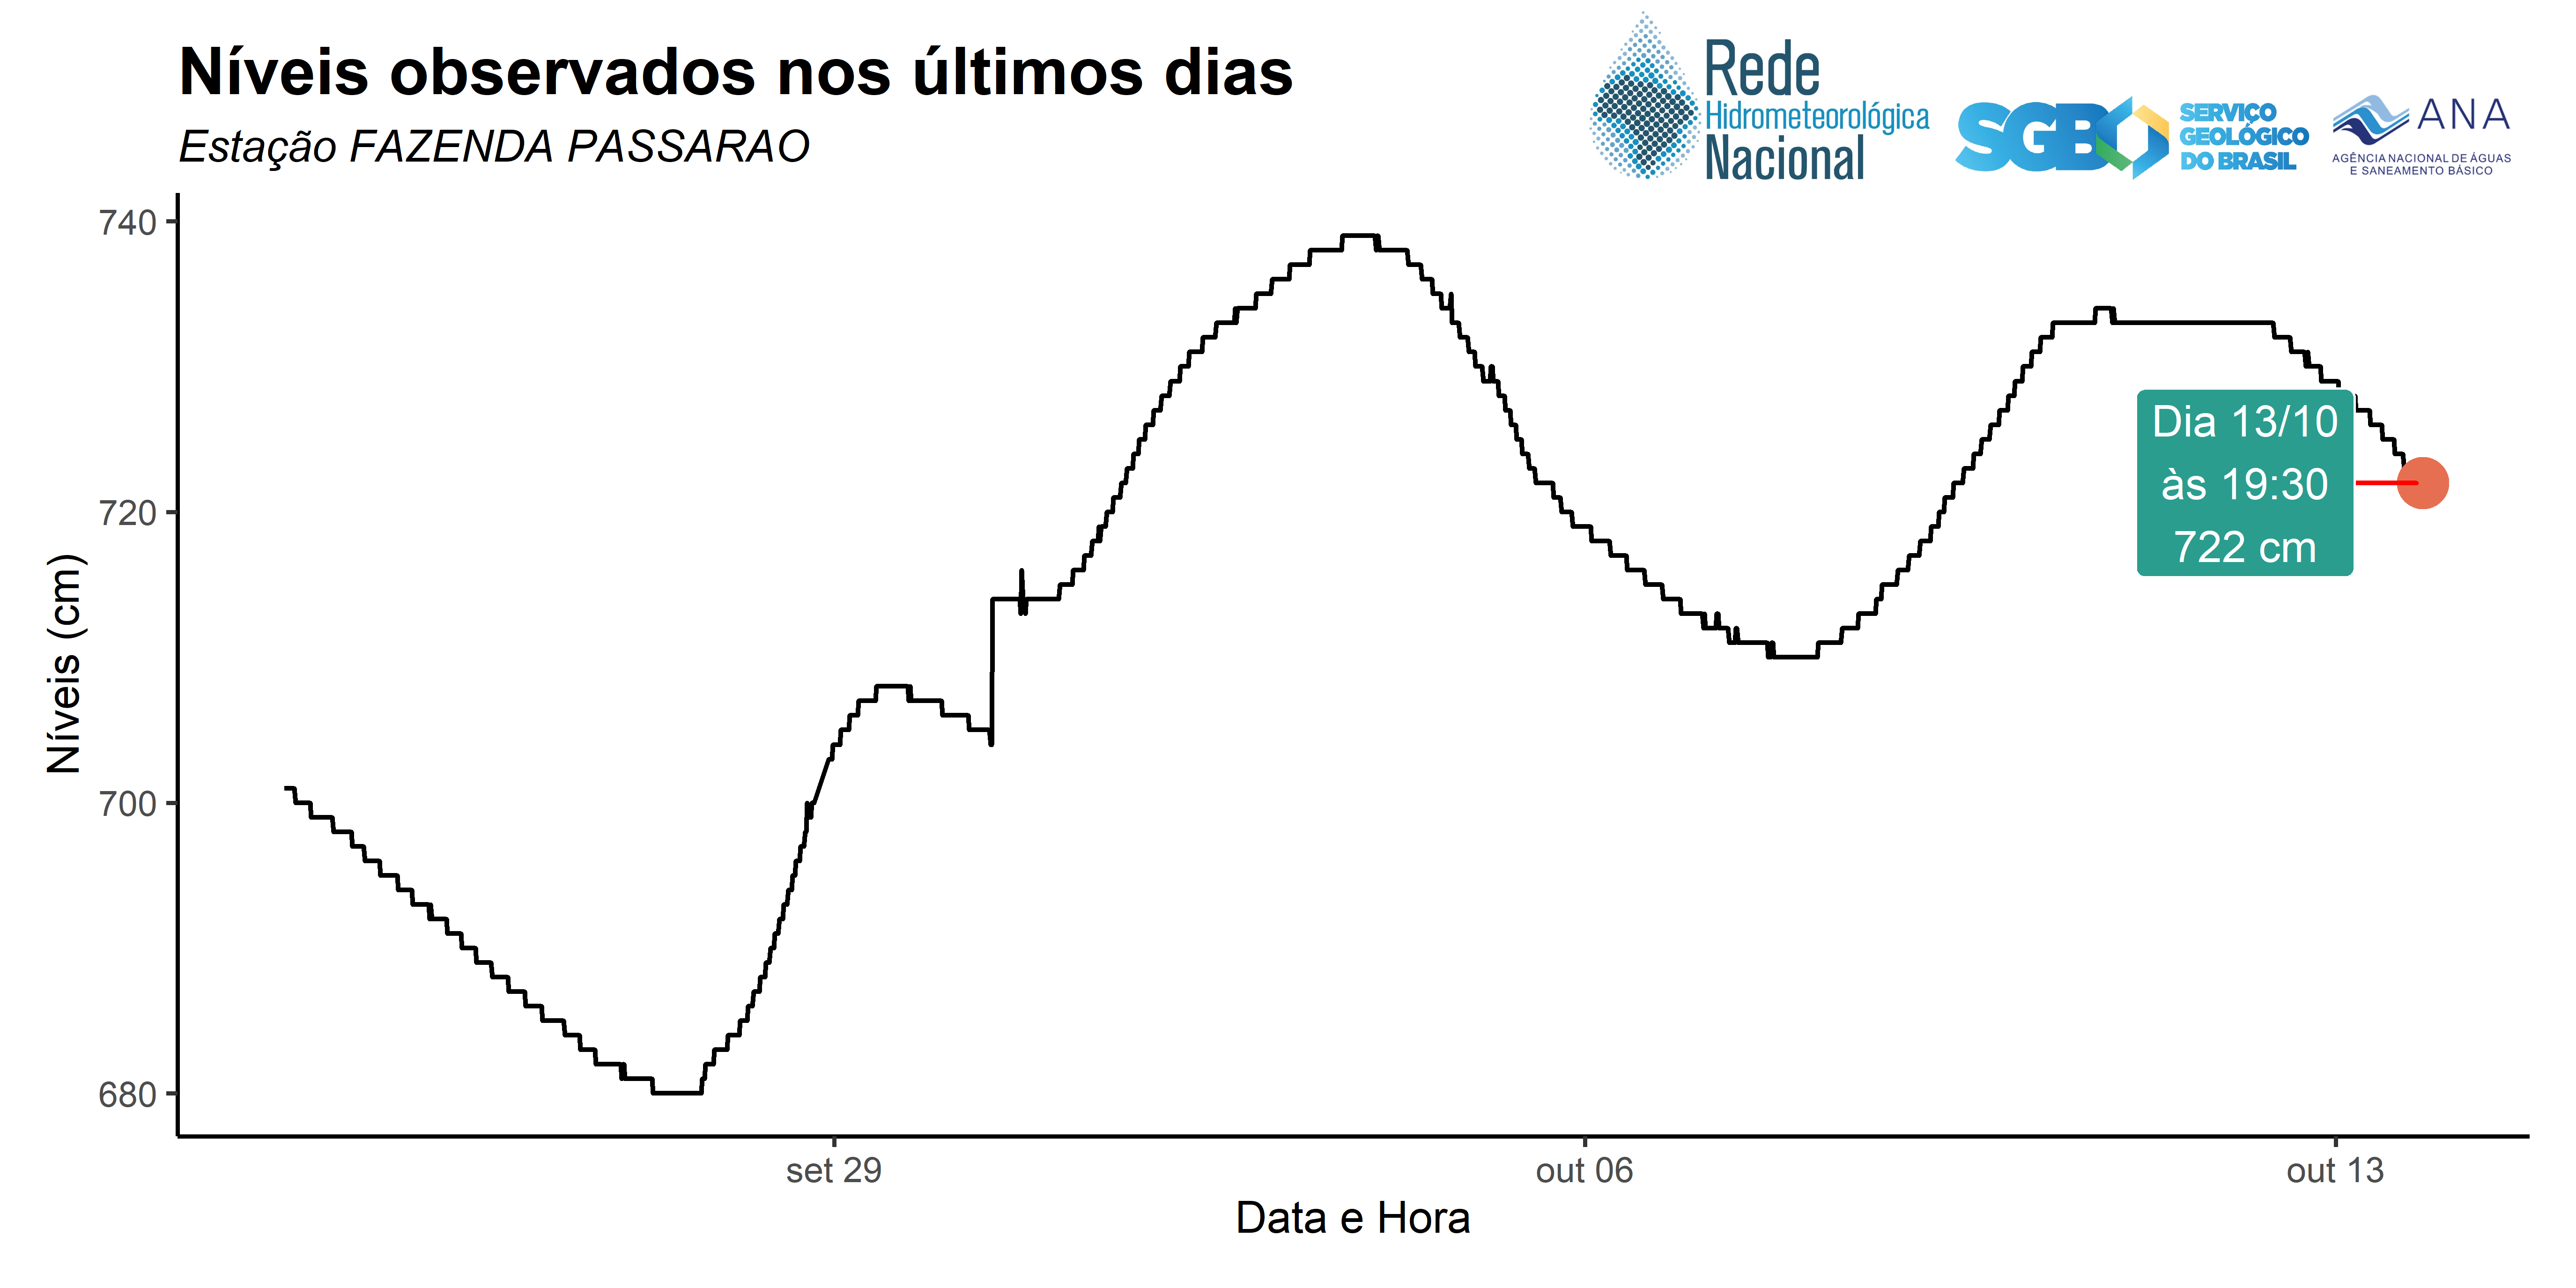 Níveis observados nos últimos dias
Estação FAZENDA PASSARAO
Rede
Hidrometeorológica
Nacional
SGB
SERVIÇO
GEOLÓGICO
DO BRASIL
ANA
AGÊNCIA NACIONAL DE ÁGUAS
E SANEAMENTO BÁSICO
740
720
700
680
Níveis (cm)
Dia 13/10
às 19:30
722 cm
set 29
out 06
out 13
Data e Hora